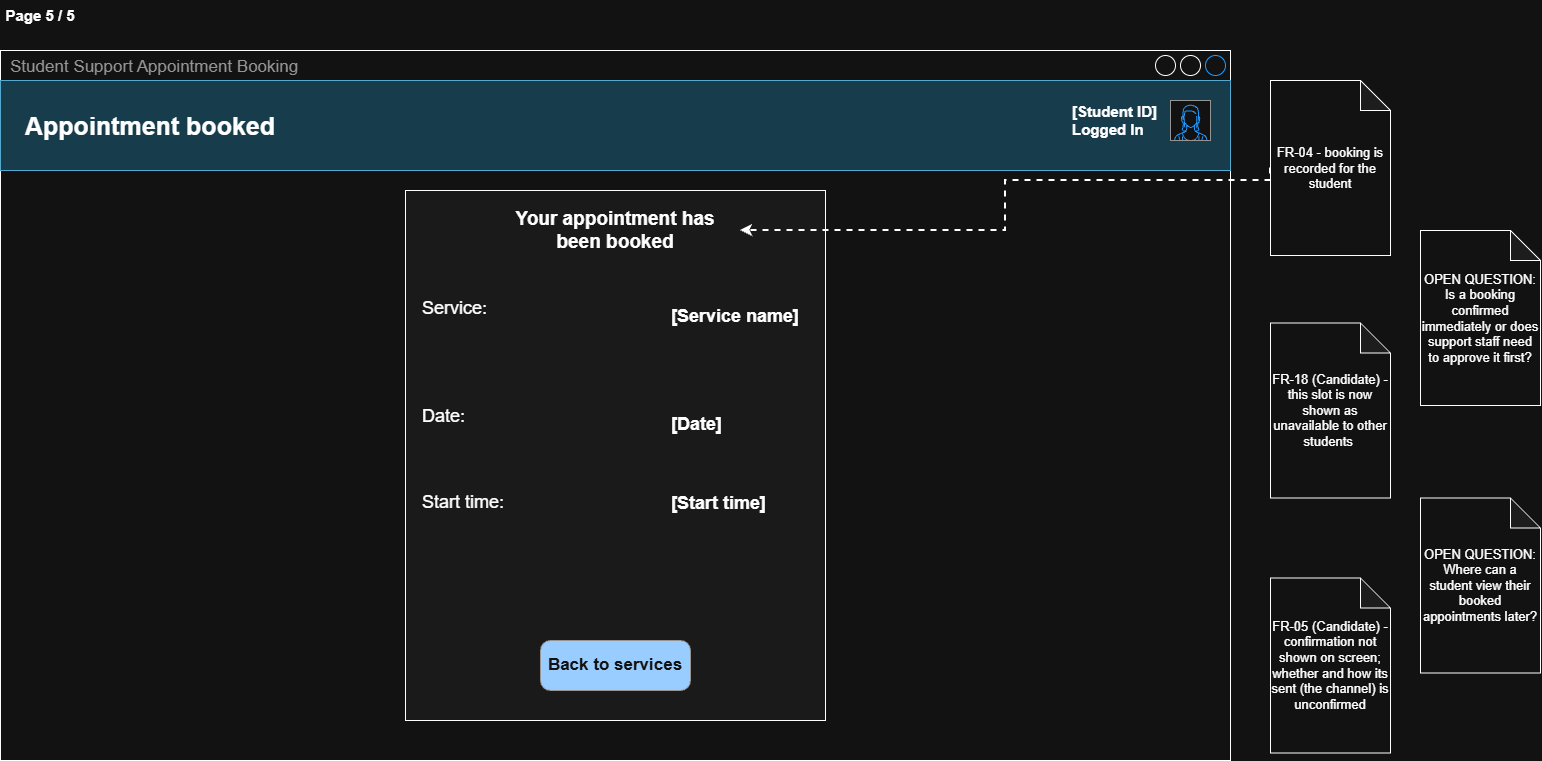 Page 5 / 5
Student Support Appointment Booking
Appointment booked
[Student ID]
Logged In
Your appointment has
been booked
Service:
[Service name]
Date:
[Date]
Start time:
[Start time]
Back to services
FR-04 - booking is
recorded for the
student
OPEN QUESTION:
Is a booking
confirmed
immediately or does
support staff need
to approve it first?
FR-18 (Candidate) -
this slot is now
shown as
unavailable to other
students
OPEN QUESTION:
Where can a
student view their
booked
appointments later?
FR-05 (Candidate) -
confirmation not
shown on screen;
whether and how its
sent (the channel) is
unconfirmed